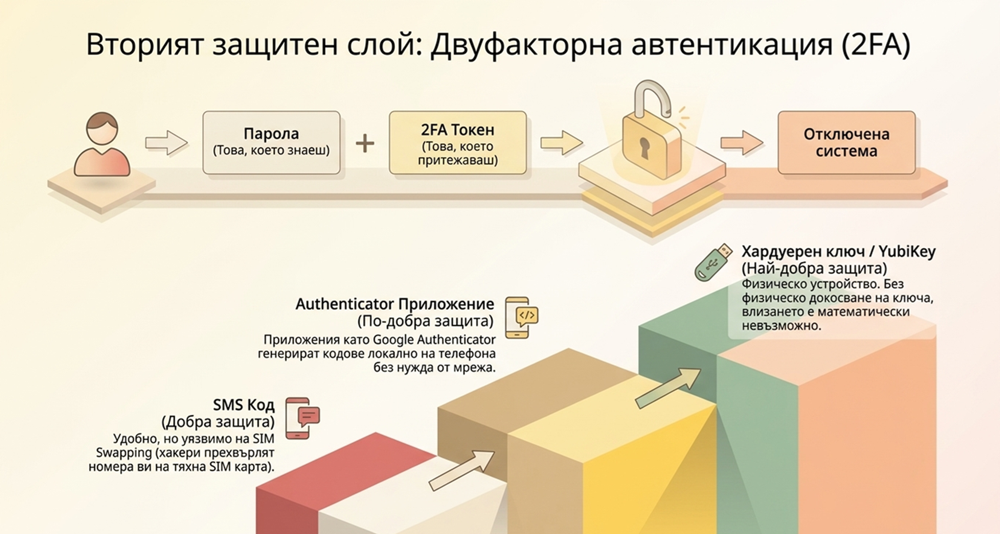 Вторият защитен слой: Двуфакторна автентикация (2FA)
Парола
(Това, което знаеш)
+
2FA Токен
(Това, което
притежаваш)
Отключена
система
Хардуерен ключ / YubiKey
(Най-добра защита)
Физическо устройство. Без
физическо докосване на ключа,
влизането е математически
невъзможно.
Authenticator Приложение
(По-добра защита)
Приложения като Google Authenticator
генерират кодове локално на телефона
без нужда от мрежа.
</>
SMS Код
(Добра защита)
Удобно, но уязвимо на SIM
Swapping (хакери прехвърлят
номера ви на тяхна SIM карта).